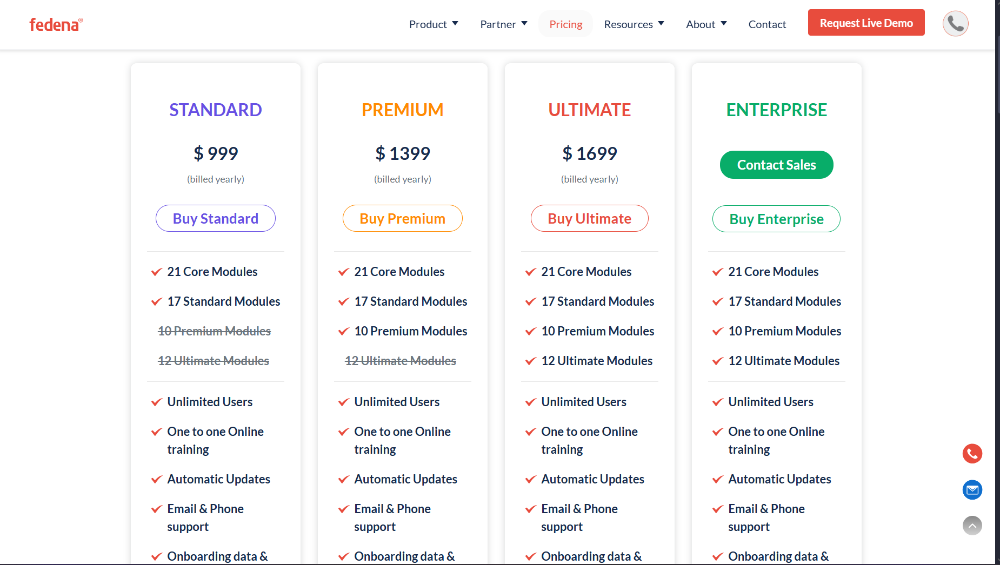 fedena®
Product
Partner
Pricing
Resources
About
Contact
Request Live Demo
STANDARD
$ 999
(billed yearly)
Buy Standard
21 Core Modules
17 Standard Modules
10 Premium Modules
12 Ultimate Modules
Unlimited Users
One to one Online
training
Automatic Updates
Email & Phone
support
Onboarding data &
PREMIUM
$ 1399
(billed yearly)
Buy Premium
21 Core Modules
17 Standard Modules
10 Premium Modules
12 Ultimate Modules
Unlimited Users
One to one Online
training
Automatic Updates
Email & Phone
support
Onboarding data &
ULTIMATE
$ 1699
(billed yearly)
Buy Ultimate
21 Core Modules
17 Standard Modules
10 Premium Modules
12 Ultimate Modules
Unlimited Users
One to one Online
training
Automatic Updates
Email & Phone
support
Onboarding data &
ENTERPRISE
Contact Sales
Buy Enterprise
21 Core Modules
17 Standard Modules
10 Premium Modules
12 Ultimate Modules
Unlimited Users
One to one Online
training
Automatic Updates
Email & Phone
support
Onboarding data &